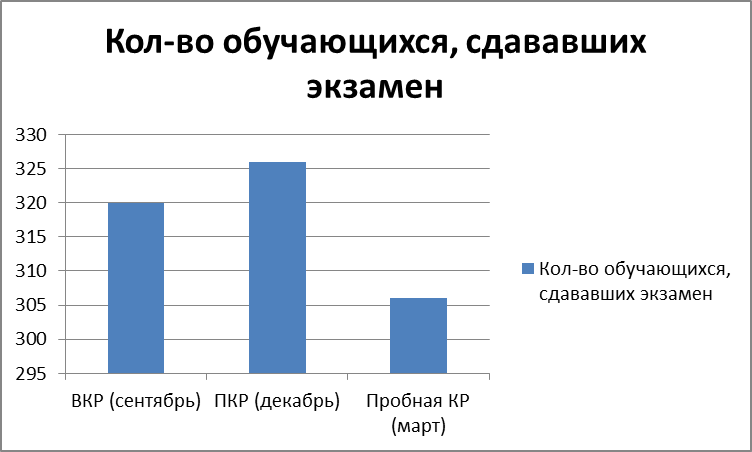 Кол-во обучающихся, сдававших
экзамен
330
325
320
315
310
305
300
295
ВКР (сентябрь)
ПКР (декабрь)
Пробная КР
(март)
Кол-во обучающихся,
сдававших экзамен